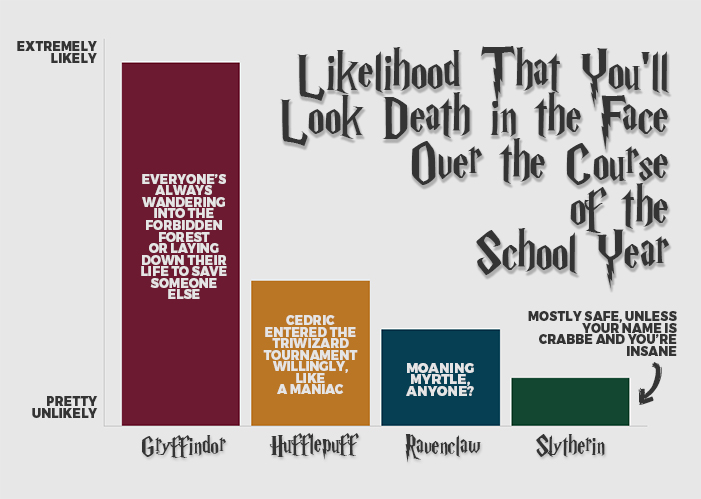 Likelihood That You'll
Look Death in the Face
Over the Course
of the
School Year
EXTREMELY
LIKELY
PRETTY
UNLIKELY
EVERYONE'S
ALWAYS
WANDERING
INTO THE
FORBIDDEN
FOREST
OR LAYING
DOWN THEIR
LIFE TO SAVE
SOMEONE
ELSE
CEDRIC
ENTERED THE
TRIWIZARD
TOURNAMENT
WILLINGLY,
LIKE
A MANIAC
MOANING
MYRTLE,
ANYONE?
MOSTLY SAFE, UNLESS
YOUR NAME IS
CRABBE AND YOU'RE
INSANE
Gryffindor
Hufflepuff
Ravenclaw
Slytherin